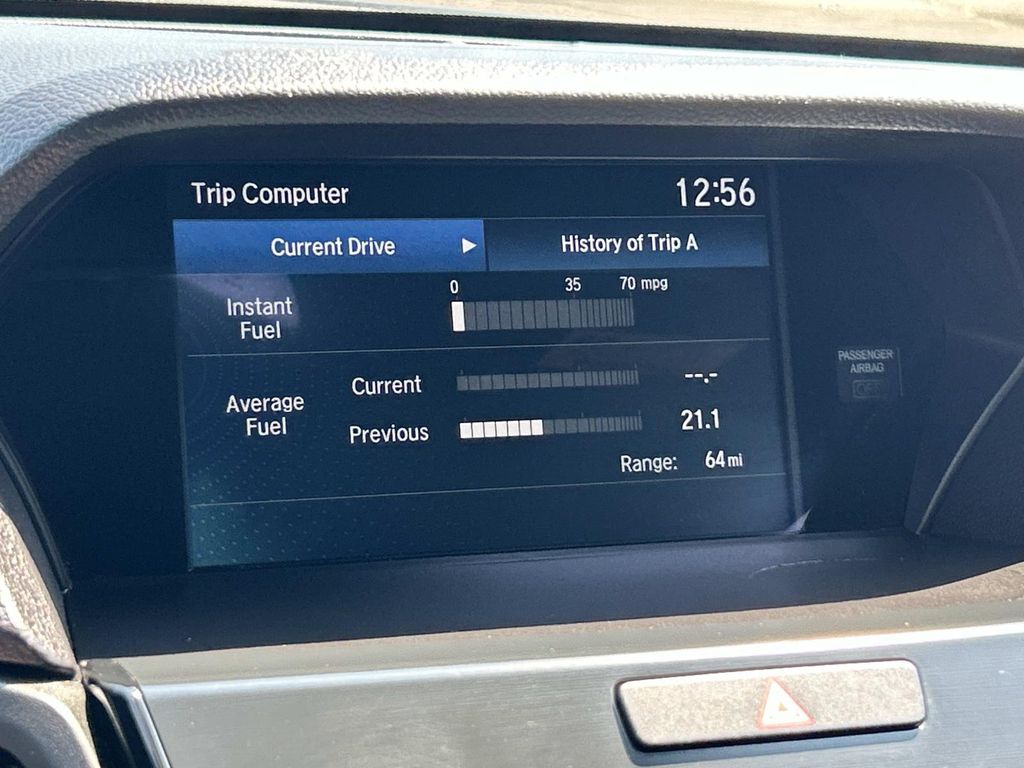 Trip Computer 12:56
Current Drive ▶ History of Trip A
0 35 70 mpg
Instant
Fuel
Average
Fuel
Current --.-
Previous 21.1
Range: 64 mi
PASSENGER
AIRBAG